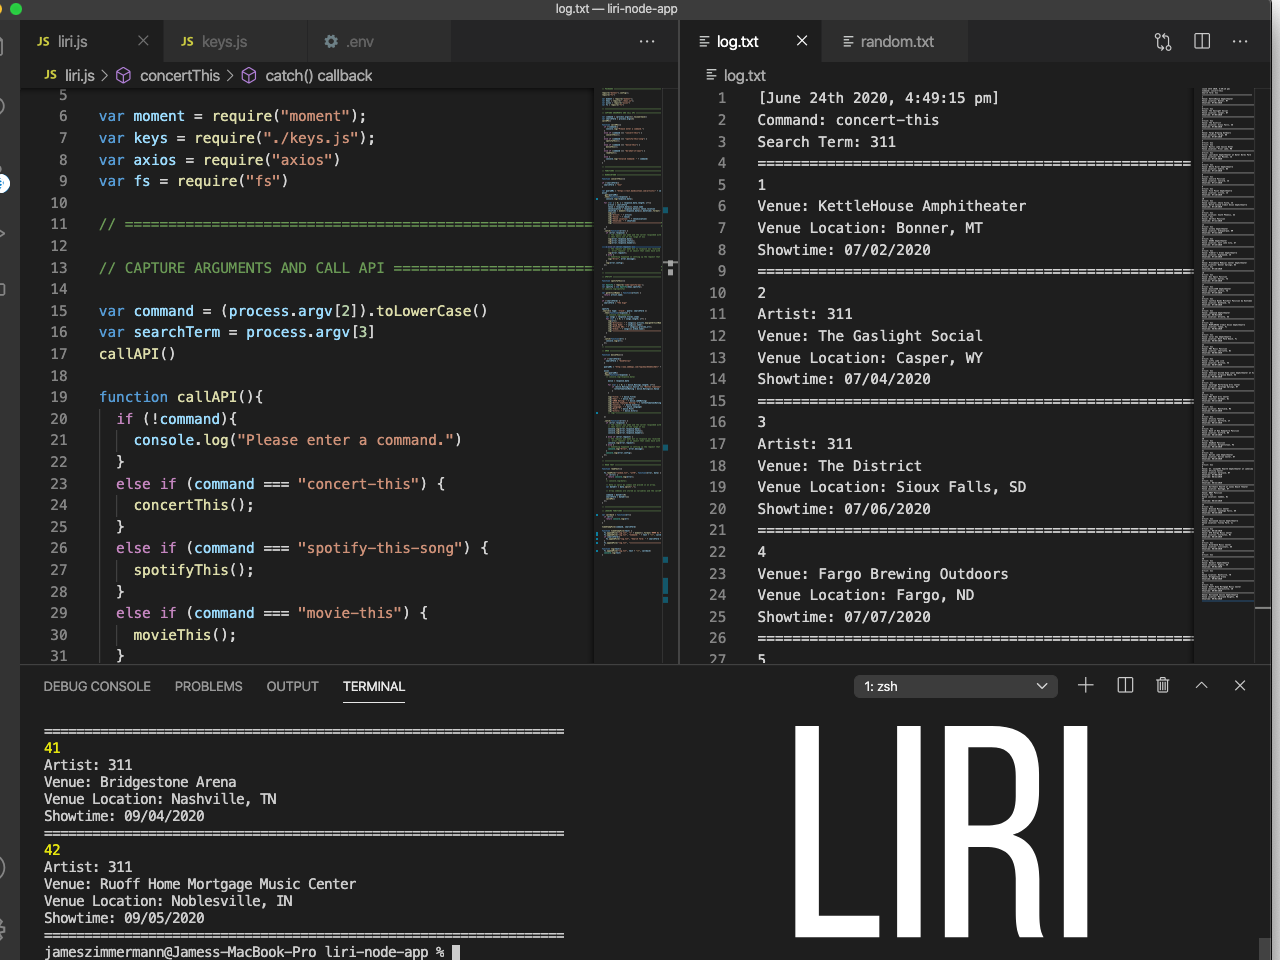 log.txt — liri-node-app
JS liri.js
JS keys.js
.env
JS liri.js > concertThis > catch() callback
5
6 var moment = require("moment");
7 var keys = require("./keys.js");
8 var axios = require("axios")
9 var fs = require("fs")
10
11 // ======================================================
12
13 // CAPTURE ARGUMENTS AND CALL API =======================
14
15 var command = (process.argv[2]).toLowerCase()
16 var searchTerm = process.argv[3]
17 callAPI()
18
19 function callAPI(){
20 if (!command){
21 console.log("Please enter a command.")
22 }
23 else if (command === "concert-this") {
24 concertThis();
25 }
26 else if (command === "spotify-this-song") {
27 spotifyThis();
28 }
29 else if (command === "movie-this") {
30 movieThis();
31 }
log.txt
random.txt
log.txt
1 [June 24th 2020, 4:49:15 pm]
2 Command: concert-this
3 Search Term: 311
4 ==================================================
5 1
6 Venue: KettleHouse Amphitheater
7 Venue Location: Bonner, MT
8 Showtime: 07/02/2020
9 ==================================================
10 2
11 Artist: 311
12 Venue: The Gaslight Social
13 Venue Location: Casper, WY
14 Showtime: 07/04/2020
15 ==================================================
16 3
17 Artist: 311
18 Venue: The District
19 Venue Location: Sioux Falls, SD
20 Showtime: 07/06/2020
21 ==================================================
22 4
23 Venue: Fargo Brewing Outdoors
24 Venue Location: Fargo, ND
25 Showtime: 07/07/2020
26 ==================================================
27 5
DEBUG CONSOLE PROBLEMS OUTPUT TERMINAL
1: zsh
=================================================================
41
Artist: 311
Venue: Bridgestone Arena
Venue Location: Nashville, TN
Showtime: 09/04/2020
=================================================================
42
Artist: 311
Venue: Ruoff Home Mortgage Music Center
Venue Location: Noblesville, IN
Showtime: 09/05/2020
=================================================================
jameszimmermann@Jamess-MacBook-Pro liri-node-app %
LIRI